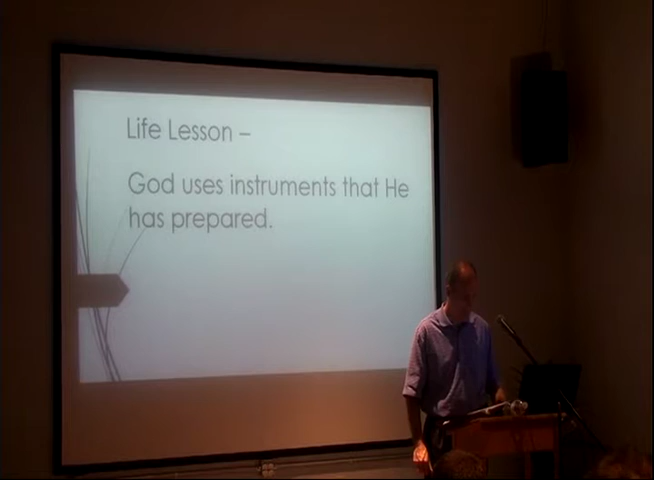 Life Lesson –
God uses instruments that He
has prepared.